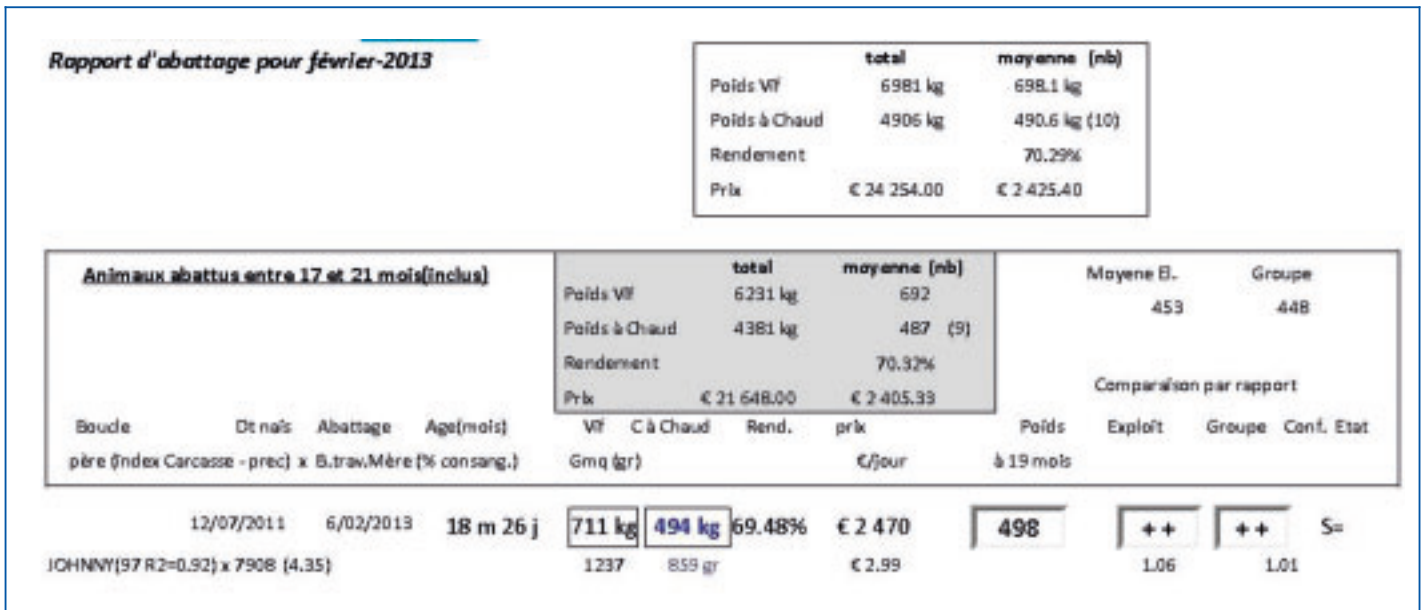 Rapport d'abattage pour février-2013
total moyenne (nb)
Poids Vif 6981 kg 698.1 kg
Poids à Chaud 4906 kg 490.6 kg (10)
Rendement 70.29%
Prix € 24 254.00 € 2 425.40
Animaux abattus entre 17 et 21 mois(inclus)
total moyenne (nb)
Poids Vif 6231 kg 692
Poids à Chaud 4381 kg 487 (9)
Rendement 70.32%
Prix € 21 648.00 € 2 405.33
Moyene El. Groupe
453 448
Comparaison par rapport
Boucle Dt naîs Abattage Age(mois) Vif C à Chaud Rend. prix Poids Exploit Groupe Conf. Etat
père (index Carcasse - prec) x B.trav.Mère (% consang.) Gmq (gr) €/jour à 19 mois
12/07/2011 6/02/2013 18 m 26 j 711 kg 494 kg 69.48% € 2 470 498 ++ ++ S=
JOHNNY(97 R2=0.92) x 7908 (4.35) 1237 859 gr € 2.99 1.06 1.01